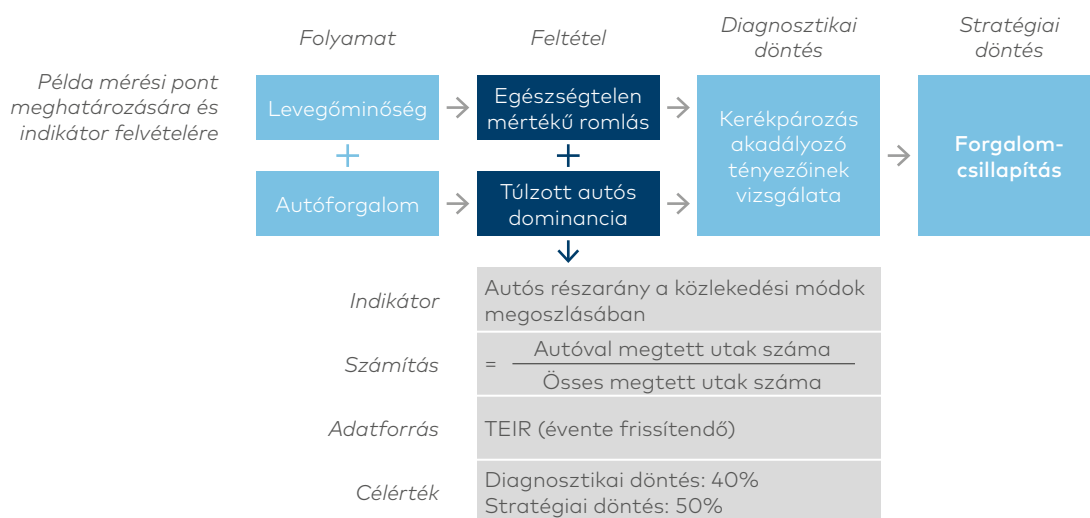 Folyamat
Feltétel
Diagnosztikai
döntés
Stratégiai
döntés
Példa mérési pont
meghatározására és
indikátor felvételére
Levegőminőség
Egészségtelen
mértékű romlás
Kerékpározás
akadályozó
tényezőinek
vizsgálata
Forgalom-
csillapítás
+
+
Autóforgalom
Túlzott autós
dominancia
Indikátor
Autós részarány a közlekedési módok
megoszlásában
Számítás
= Autóval megtett utak száma
Össses megtett utak száma
Adatforrás
TEIR (évente frissítendő)
Célérték
Diagnosztikai döntés: 40%
Stratégiai döntés: 50%